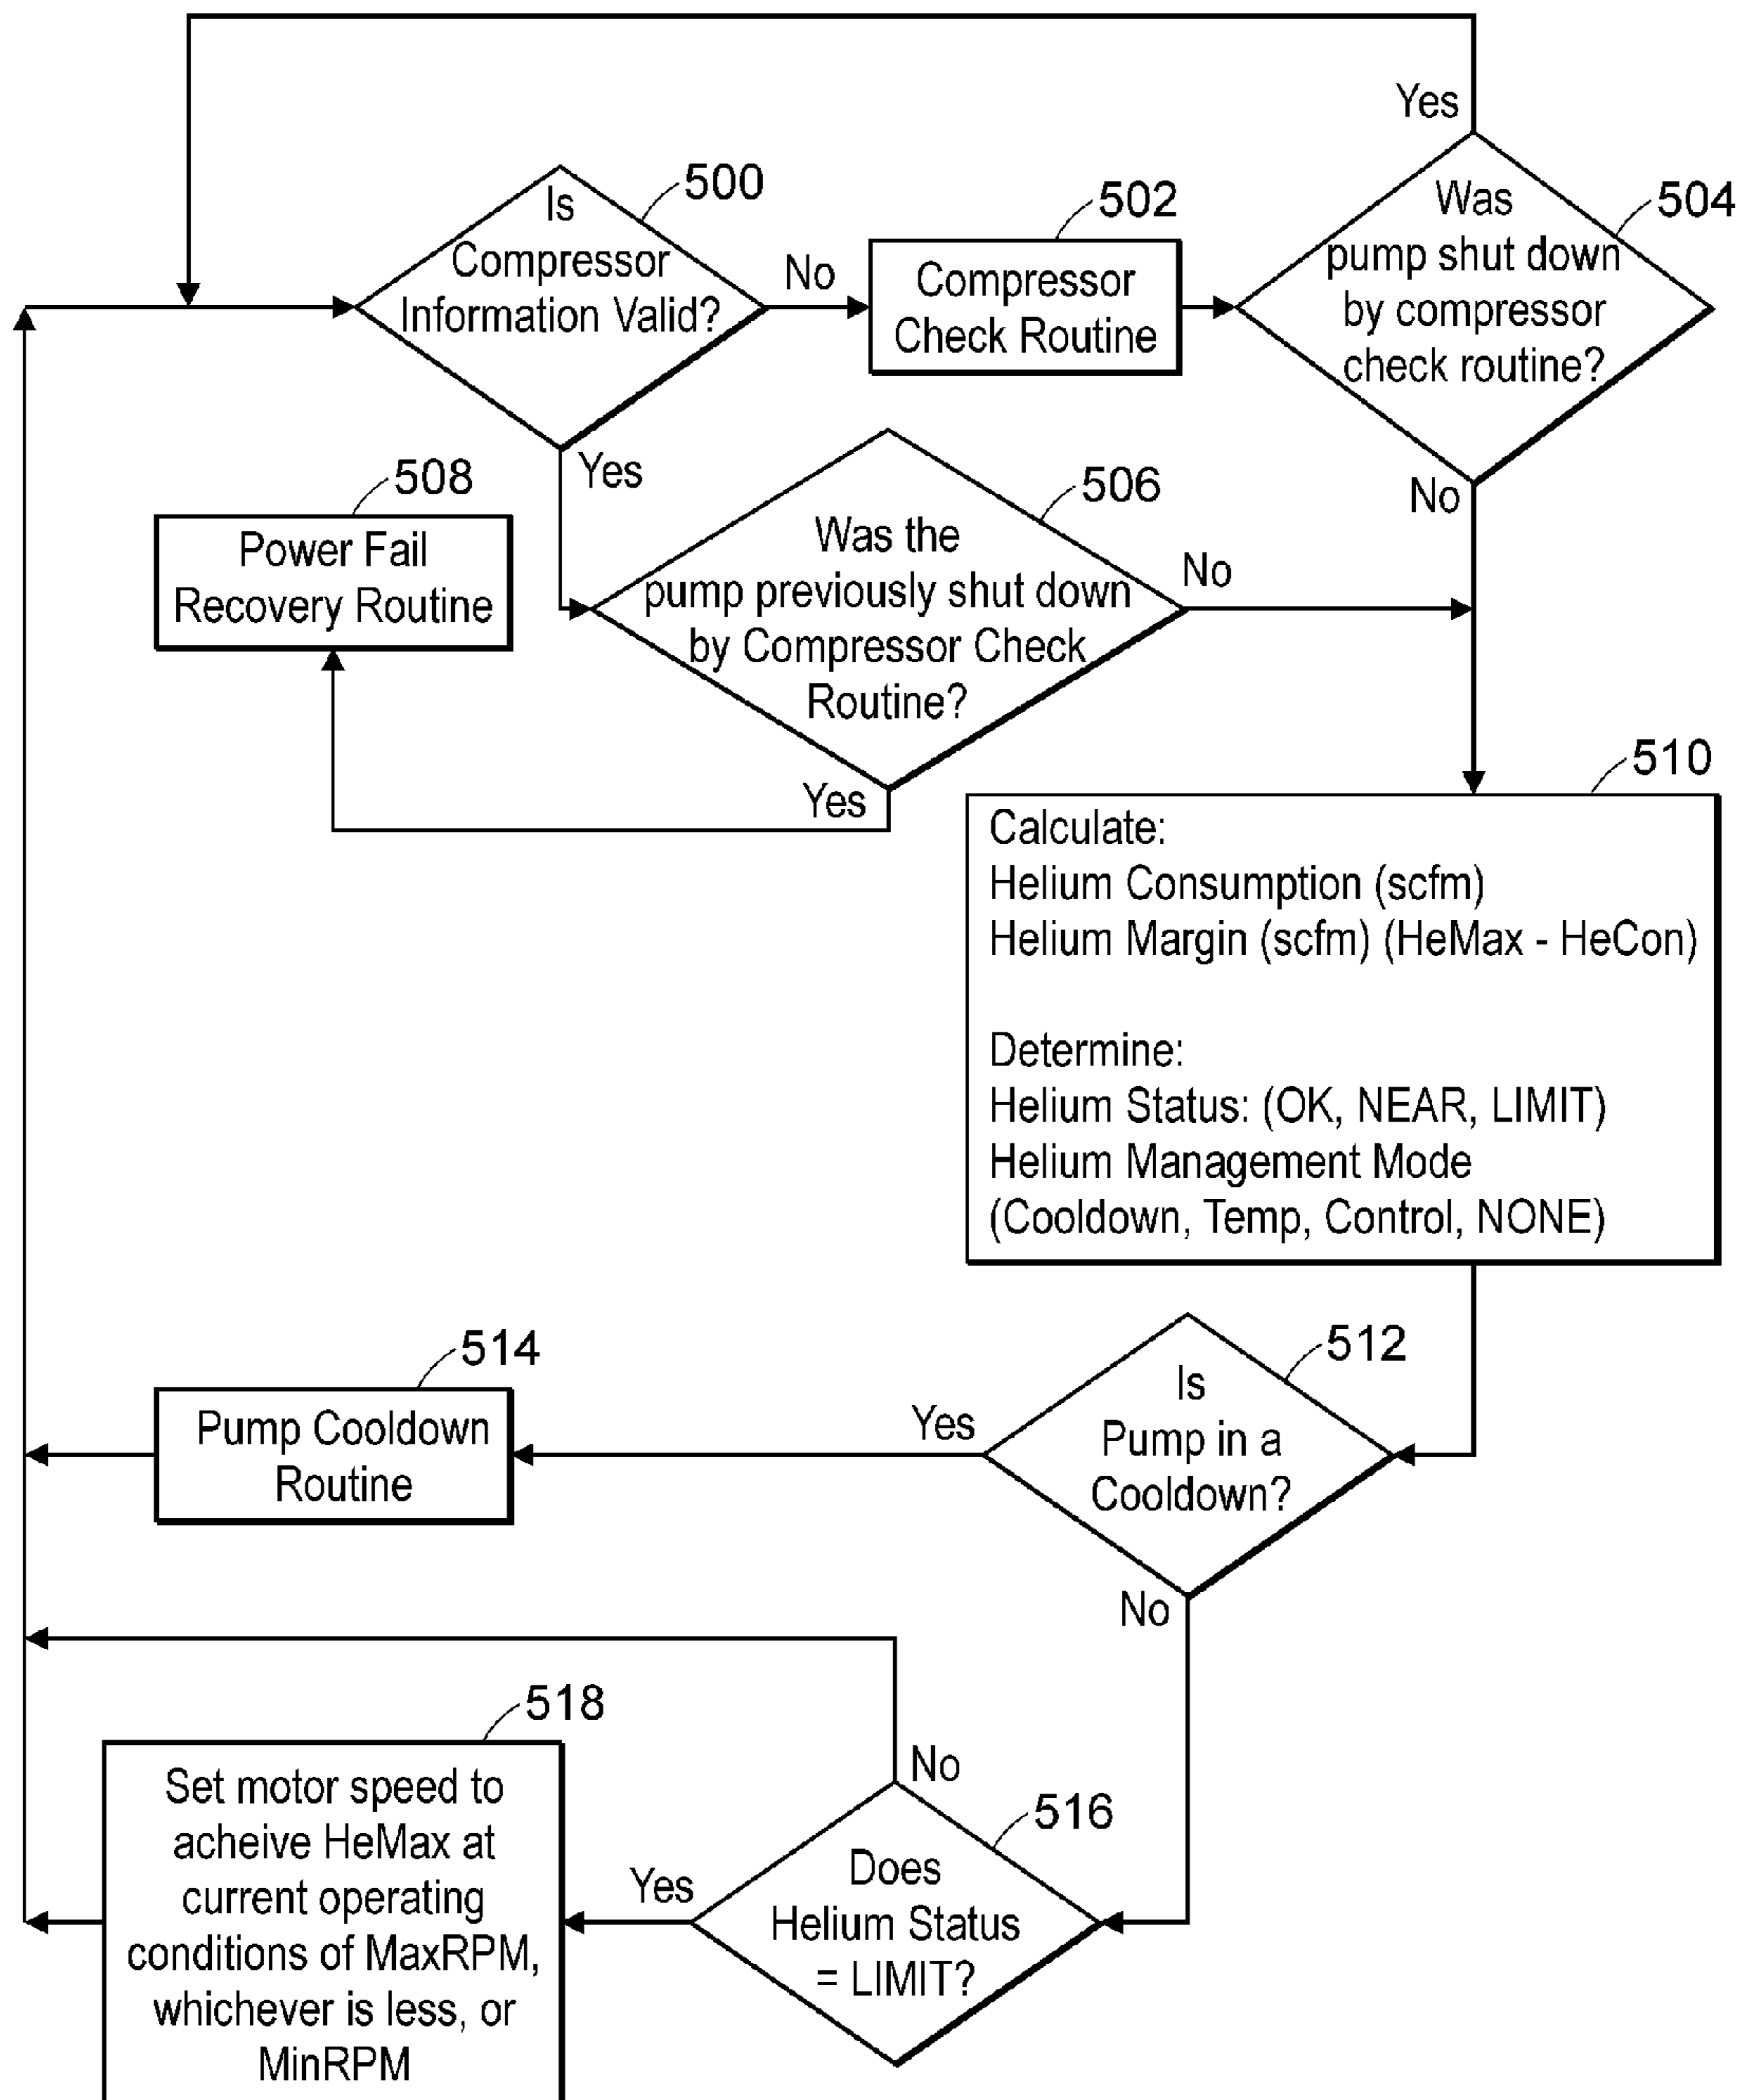 Yes
500
Is
Compressor
Information Valid?
No
502
Compressor
Check Routine
504
Was
pump shut down
by compressor
check routine?
Yes
No
508
Power Fail
Recovery Routine
506
Was the
pump previously shut down
by Compressor Check
Routine?
No
Yes
510
Calculate:
Helium Consumption (scfm)
Helium Margin (scfm) (HeMax - HeCon)
Determine:
Helium Status: (OK, NEAR, LIMIT)
Helium Management Mode
(Cooldown, Temp, Control, NONE)
514
Pump Cooldown
Routine
Yes
512
Is
Pump in a
Cooldown?
No
518
Set motor speed to
acheive HeMax at
current operating
conditions of MaxRPM,
whichever is less, or
MinRPM
Yes
No
516
Does
Helium Status
= LIMIT?